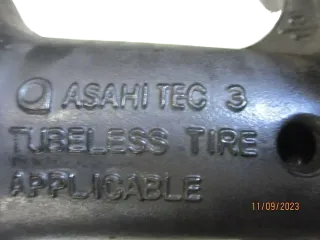 ASAHI TEC 3
TUBELESS TIRE
APPLICABLE
11/09/2023